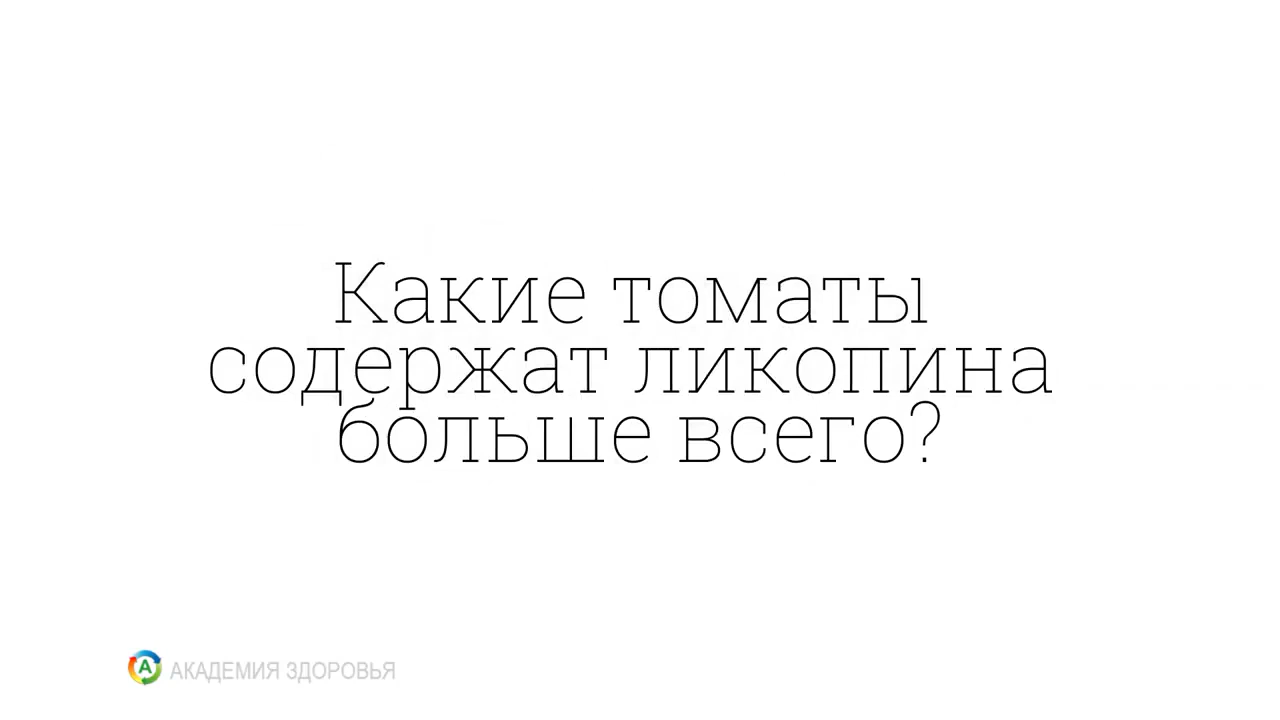 Какие томаты
содержат ликопина
больше всего?
А АКАДЕМИЯ ЗДОРОВЬЯ